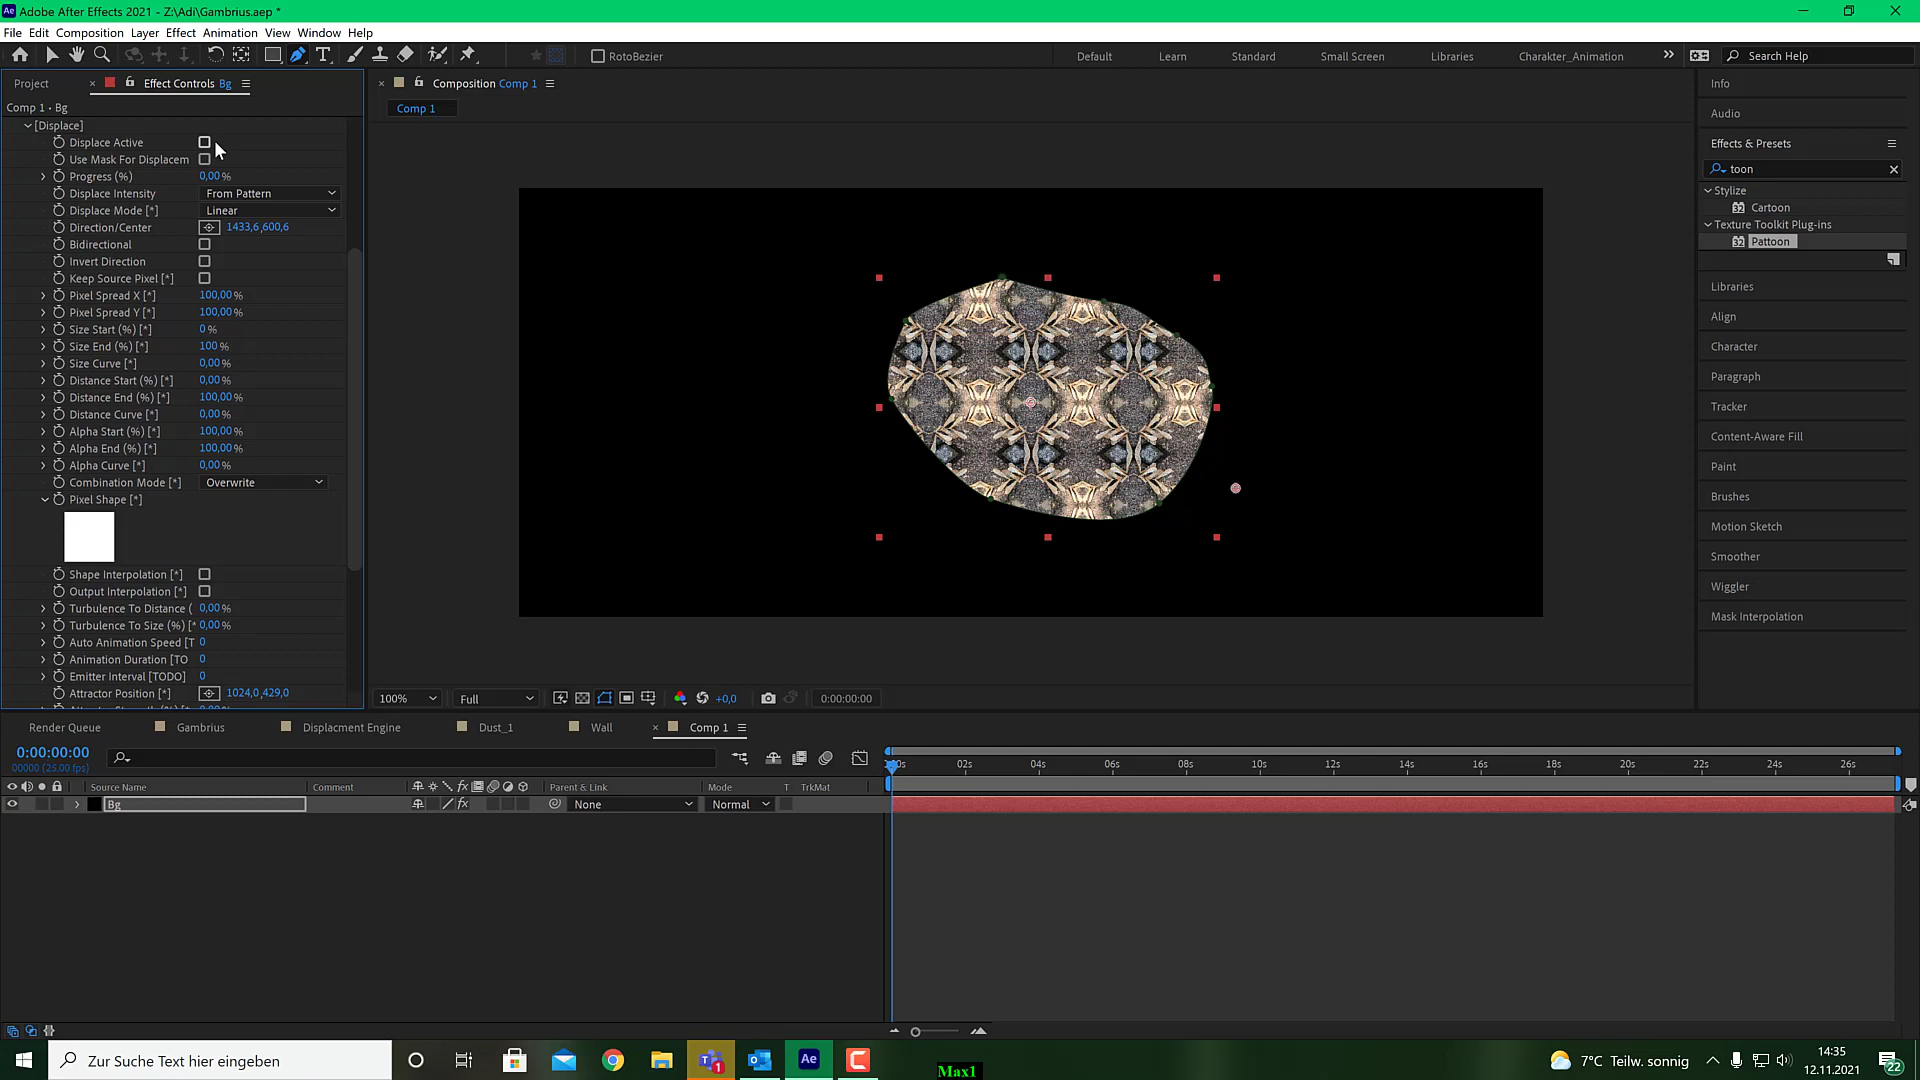 Adobe After Effects 2021 - Z:\Adi\Gambrius.aep *
File Edit Composition Layer Effect Animation View Window Help
RotoBezier
Default Learn Standard Small Screen Libraries Charakter_Animation
Search Help
Project
Effect Controls Bg
Composition Comp 1
Comp 1 • Bg
Comp 1
[Displace]
Displace Active
Use Mask For Displacem
Progress (%) 0,00%
Displace Intensity From Pattern
Displace Mode [*] Linear
Direction/Center 1433,6,600,6
Bidirectional
Invert Direction
Keep Source Pixel [*]
Pixel Spread X [*] 100,00%
Pixel Spread Y [*] 100,00%
Size Start (%) [*] 0%
Size End (%) [*] 100%
Size Curve [*] 0,00%
Distance Start (%) [*] 0,00%
Distance End (%) [*] 100,00%
Distance Curve [*] 0,00%
Alpha Start (%) [*] 100,00%
Alpha End (%) [*] 100,00%
Alpha Curve [*] 0,00%
Combination Mode [*] Overwrite
Pixel Shape [*]
Shape Interpolation [*]
Output Interpolation [*]
Turbulence To Distance ( 0,00%
Turbulence To Size (%) [* 0,00%
Auto Animation Speed [T 0
Animation Duration [TO 0
Emitter Interval [TODO] 0
Attractor Position [*] 1024,0,429,0
100% Full +0,0 0:00:00:00
Info
Audio
Effects & Presets
toon
Stylize
32 Cartoon
Texture Toolkit Plug-ins
32 Pattoon
Libraries
Align
Character
Paragraph
Tracker
Content-Aware Fill
Paint
Brushes
Motion Sketch
Smoother
Wiggler
Mask Interpolation
Render Queue Gambrius Displacment Engine Dust_1 Wall Comp 1
0:00:00:00
00000 (25.00 fps)
02s 04s 06s 08s 10s 12s 14s 16s 18s 20s 22s 24s 26s
Source Name Comment Parent & Link Mode T TrkMat
Bg None Normal
Zur Suche Text hier eingeben
Max1
7°C Teilw. sonnig
14:35
12.11.2021
22